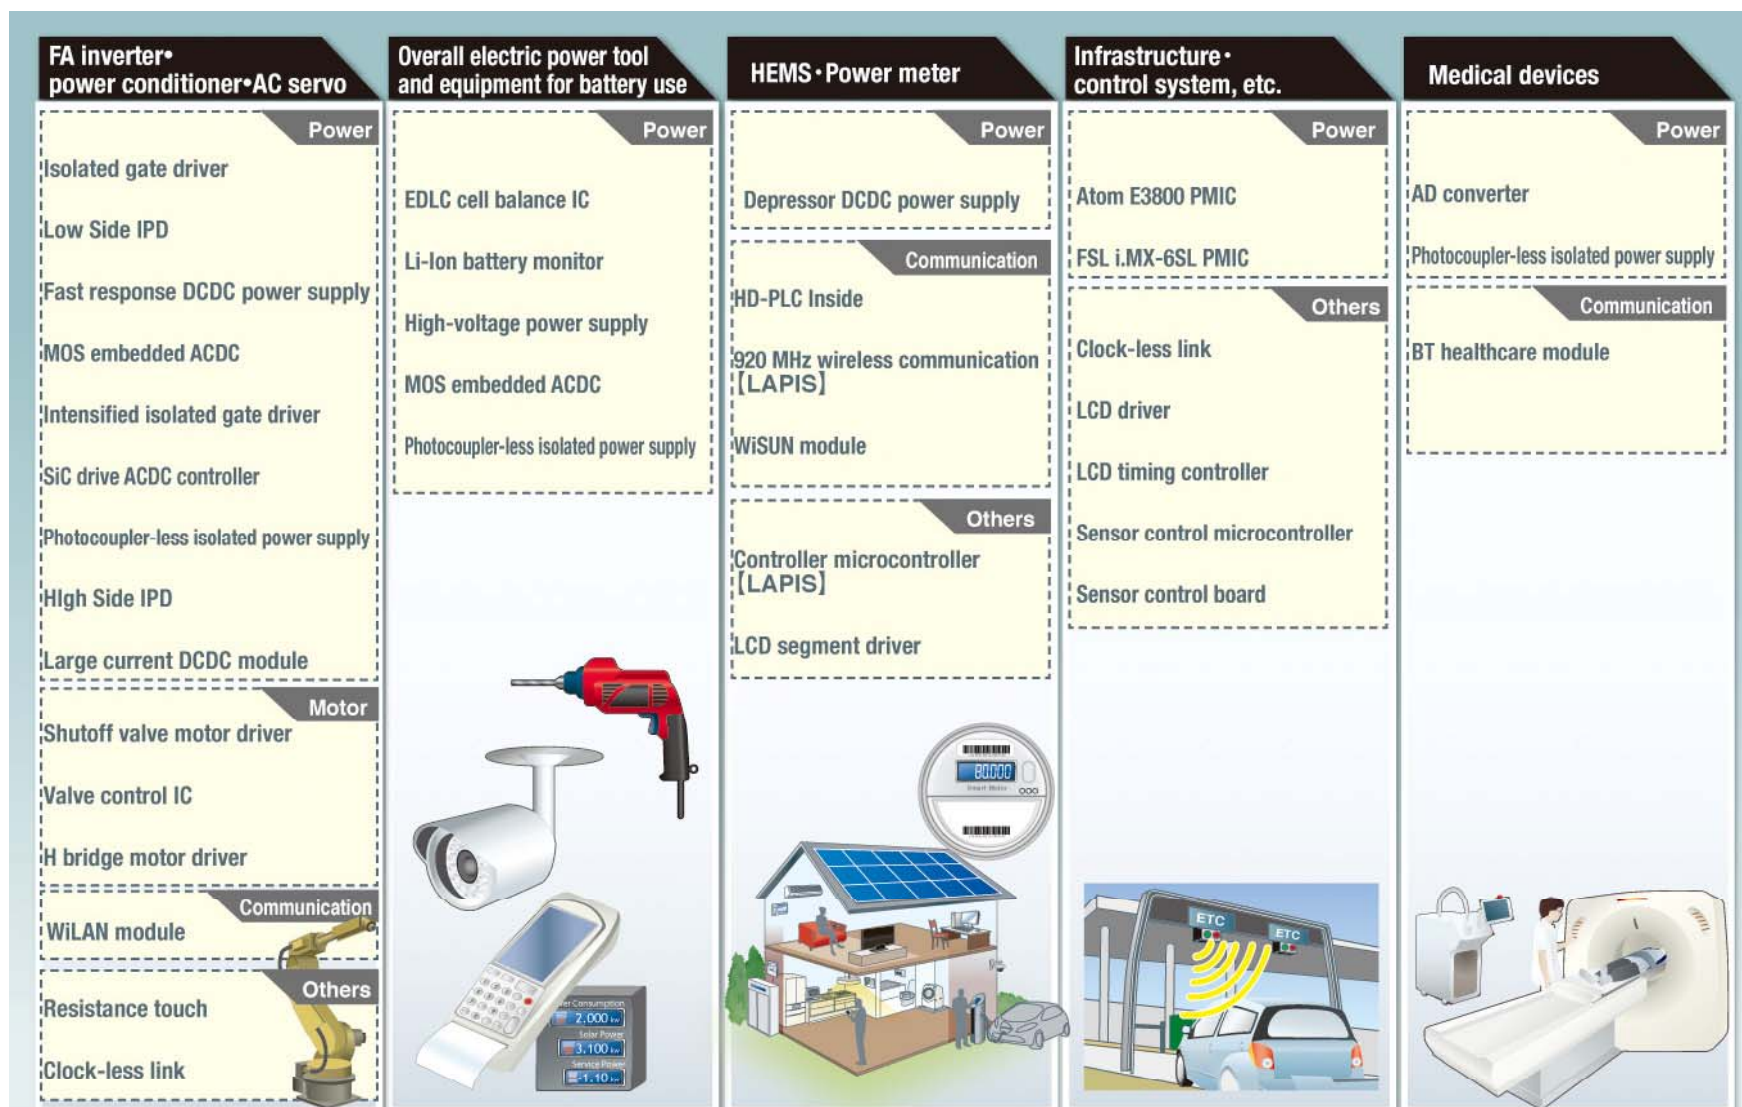 FA inverter•
power conditioner•AC servo
Power
Isolated gate driver
Low Side IPD
Fast response DCDC power supply
MOS embedded ACDC
Intensified isolated gate driver
SiC drive ACDC controller
Photocoupler-less isolated power supply
HIgh Side IPD
Large current DCDC module
Motor
Shutoff valve motor driver
Valve control IC
H bridge motor driver
Communication
WiLAN module
Others
Resistance touch
Clock-less link
Overall electric power tool
and equipment for battery use
Power
EDLC cell balance IC
Li-Ion battery monitor
High-voltage power supply
MOS embedded ACDC
Photocoupler-less isolated power supply
Consumption
2.000 kw
Solar Power
3.100 kw
Service Power
-1.10 kw
HEMS・Power meter
Power
Depressor DCDC power supply
Communication
HD-PLC Inside
920 MHz wireless communication
【LAPIS】
WiSUN module
Others
Controller microcontroller
【LAPIS】
LCD segment driver
80.000
Smart Meter
Infrastructure・
control system, etc.
Power
Atom E3800 PMIC
FSL i.MX-6SL PMIC
Others
Clock-less link
LCD driver
LCD timing controller
Sensor control microcontroller
Sensor control board
ETC
ETC
Medical devices
Power
AD converter
Photocoupler-less isolated power supply
Communication
BT healthcare module